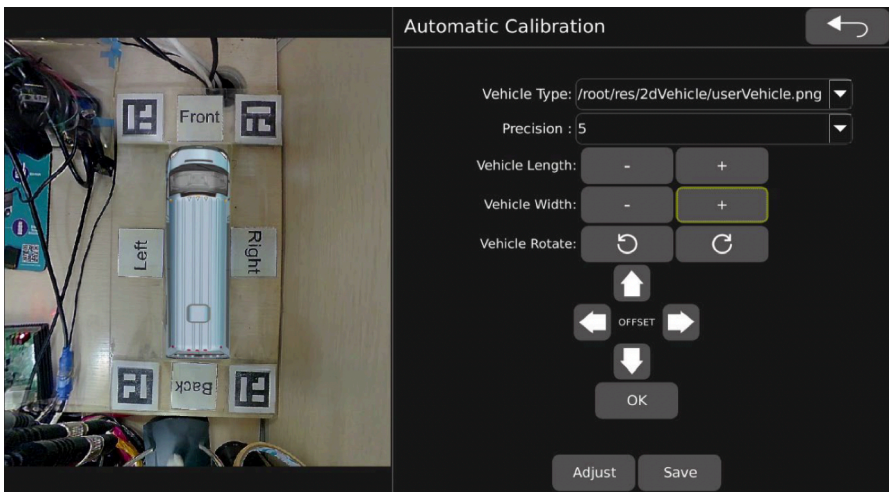 Automatic Calibration
Vehicle Type: /root/res/2dVehicle/userVehicle.png
Precision : 5
Vehicle Length: - +
Vehicle Width: - +
Vehicle Rotate:
OFFSET
OK
Adjust Save
Front
Left
Right
Back